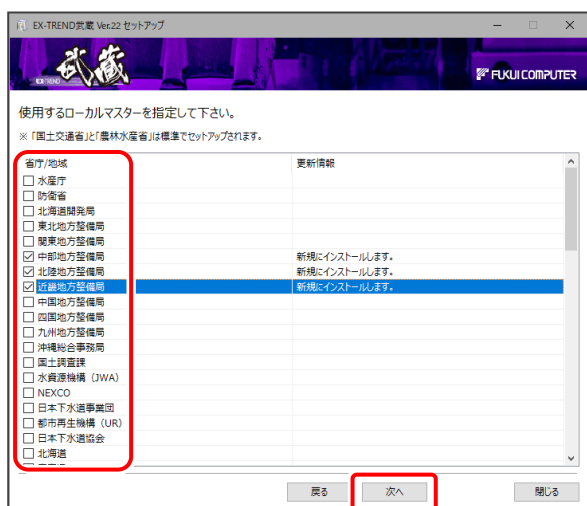 EX-TREND武蔵 Ver.22 セットアップ
武蔵
EX-TREND
FUKUI COMPUTER
使用するローカルマスターを指定して下さい。
※「国土交通省」と「農林水産省」は標準でセットアップされます。
省庁/地域 更新情報
水産庁
防衛省
北海道開発局
東北地方整備局
関東地方整備局
中部地方整備局 新規にインストールします。
北陸地方整備局 新規にインストールします。
近畿地方整備局 新規にインストールします。
中国地方整備局
四国地方整備局
九州地方整備局
沖縄総合事務局
国土調査課
水資源機構（JWA）
NEXCO
日本下水道事業団
都市再生機構（UR）
日本下水道協会
北海道
戻る 次へ 閉じる